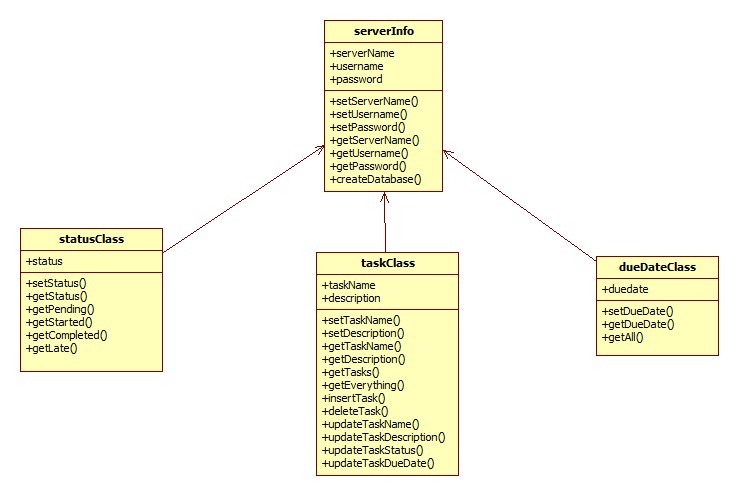 serverInfo
+serverName
+username
+password
+setServerName()
+setUsername()
+setPassword()
+getServerName()
+getUsername()
+getPassword()
+createDatabase()
statusClass
+status
+setStatus()
+getStatus()
+getPending()
+getStarted()
+getCompleted()
+getLate()
taskClass
+taskName
+description
+setTaskName()
+setDescription()
+getTaskName()
+getDescription()
+getTasks()
+getEverything()
+insertTask()
+deleteTask()
+updateTaskName()
+updateTaskDescription()
+updateTaskStatus()
+updateTaskDueDate()
dueDateClass
+duedate
+setDueDate()
+getDueDate()
+getAll()